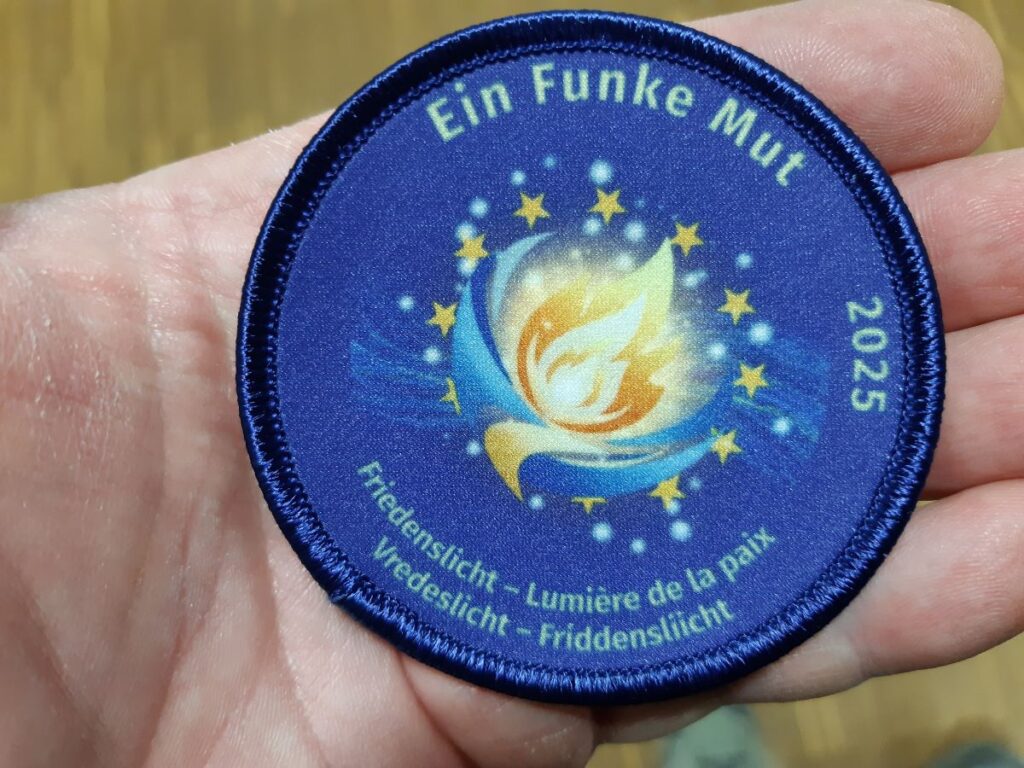 Ein Funke Mut
2025
Friedenslicht – Lumière de la paix
Vredeslicht – Friddensliicht